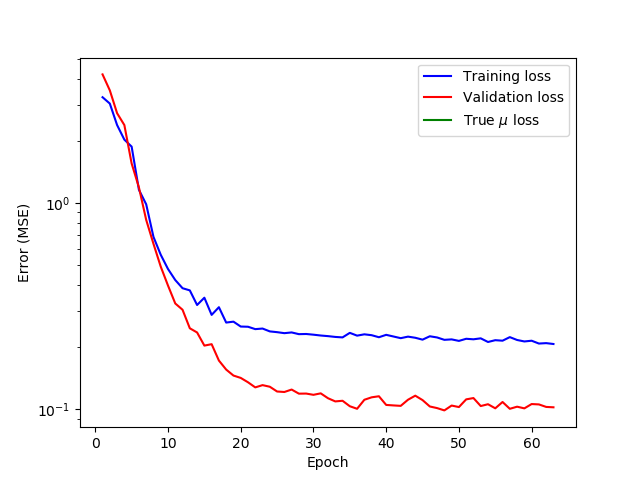 Training loss
Validation loss
True μ loss
10⁰
10⁻¹
Error (MSE)
0 10 20 30 40 50 60
Epoch